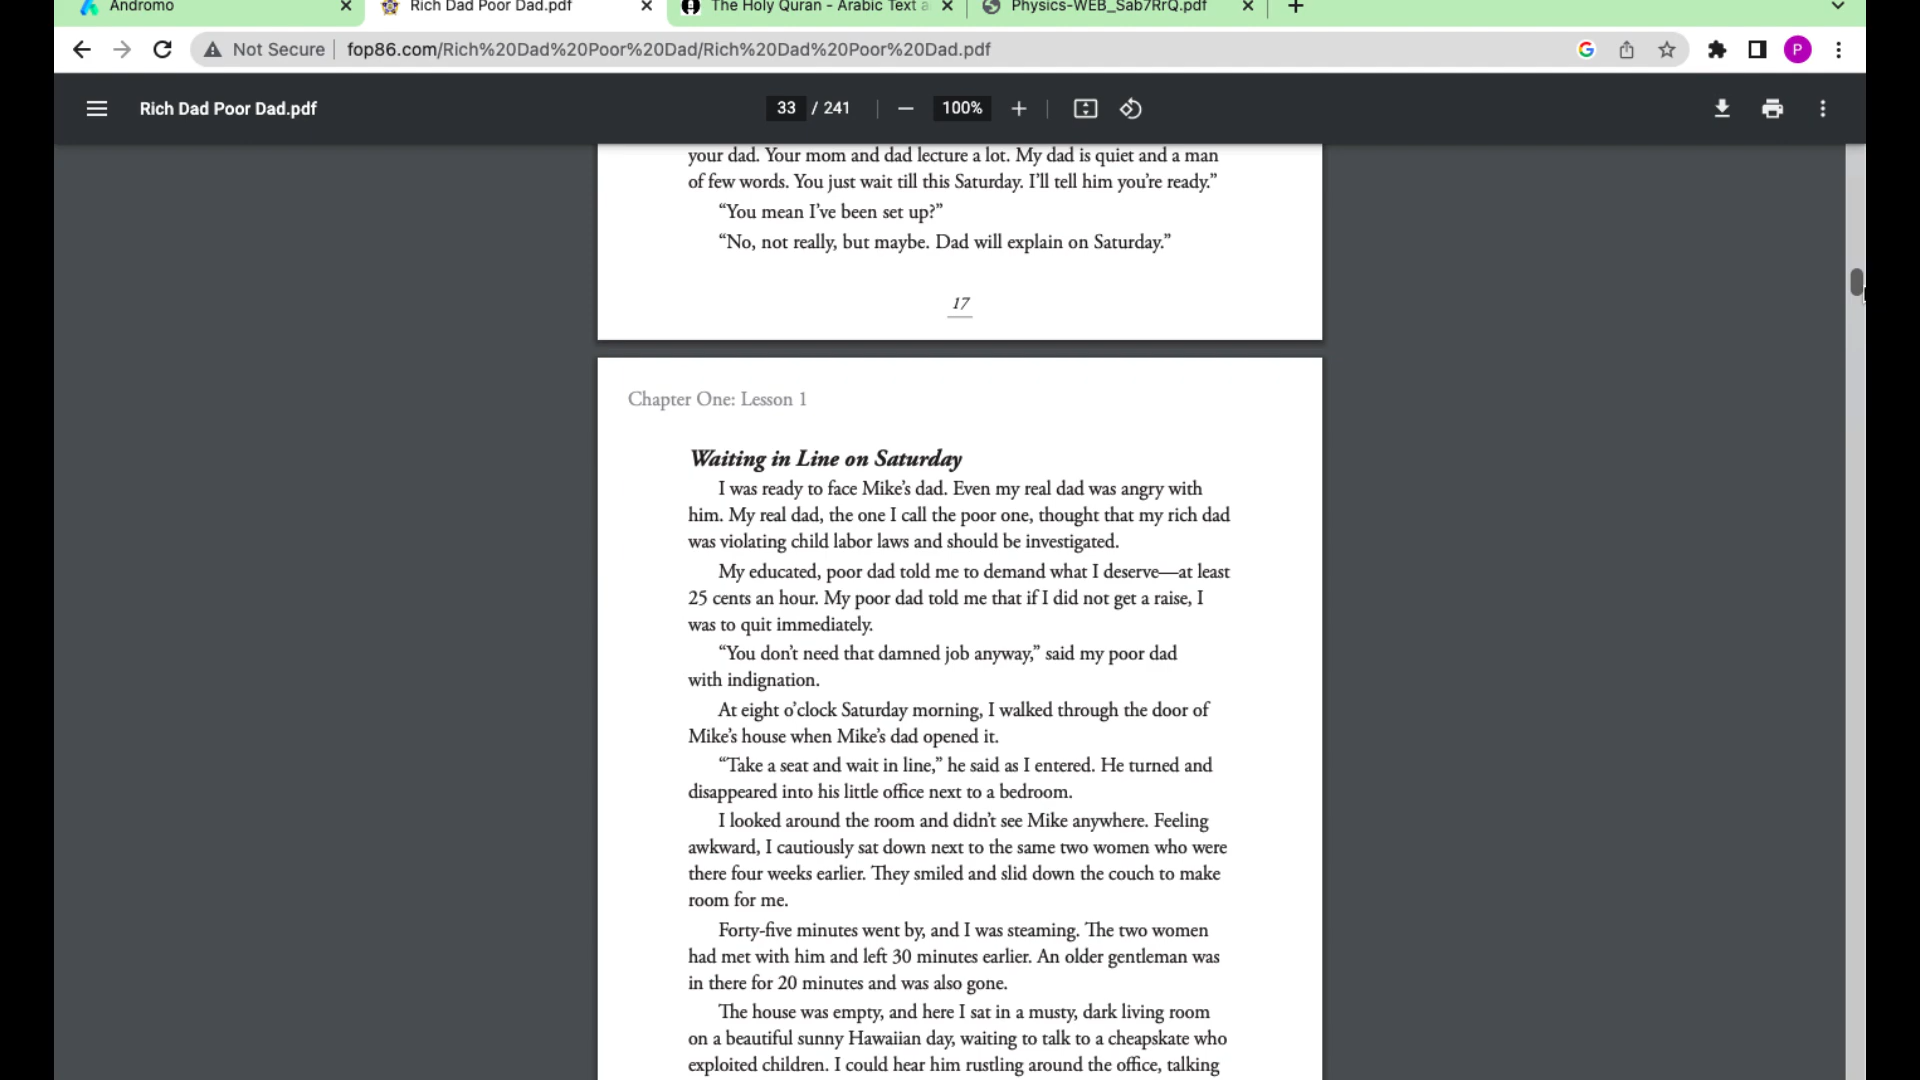 Andromo
Rich Dad Poor Dad.pdf
The Holy Quran - Arabic Text a
Physics-WEB_Sab7RrQ.pdf
Not Secure
fop86.com/Rich%20Dad%20Poor%20Dad/Rich%20Dad%20Poor%20Dad.pdf
P
Rich Dad Poor Dad.pdf
33 / 241
100%
your dad. Your mom and dad lecture a lot. My dad is quiet and a man
of few words. You just wait till this Saturday. I’ll tell him you’re ready.”
“You mean I’ve been set up?”
“No, not really, but maybe. Dad will explain on Saturday.”
17
Chapter One: Lesson 1
Waiting in Line on Saturday
I was ready to face Mike’s dad. Even my real dad was angry with
him. My real dad, the one I call the poor one, thought that my rich dad
was violating child labor laws and should be investigated.
My educated, poor dad told me to demand what I deserve—at least
25 cents an hour. My poor dad told me that if I did not get a raise, I
was to quit immediately.
“You don’t need that damned job anyway,” said my poor dad
with indignation.
At eight o’clock Saturday morning, I walked through the door of
Mike’s house when Mike’s dad opened it.
“Take a seat and wait in line,” he said as I entered. He turned and
disappeared into his little office next to a bedroom.
I looked around the room and didn’t see Mike anywhere. Feeling
awkward, I cautiously sat down next to the same two women who were
there four weeks earlier. They smiled and slid down the couch to make
room for me.
Forty-five minutes went by, and I was steaming. The two women
had met with him and left 30 minutes earlier. An older gentleman was
in there for 20 minutes and was also gone.
The house was empty, and here I sat in a musty, dark living room
on a beautiful sunny Hawaiian day, waiting to talk to a cheapskate who
exploited children. I could hear him rustling around the office, talking